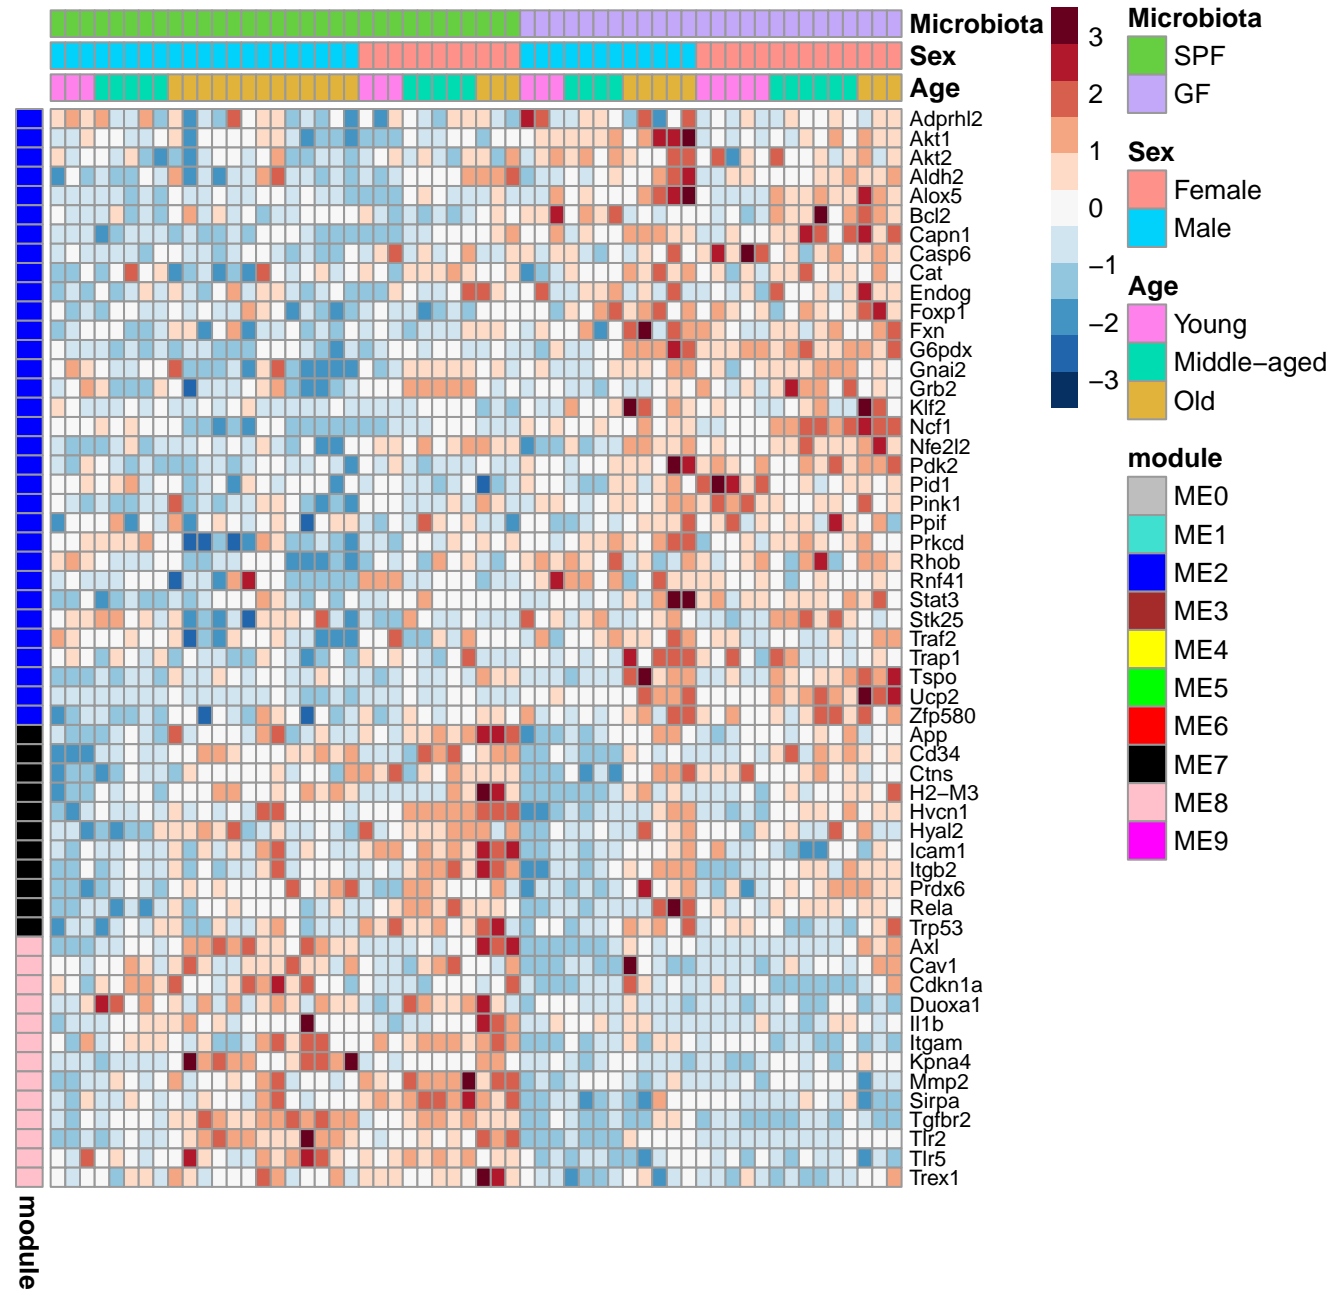 Microbiota
Sex
Age
Adprhl2
Akt1
Akt2
Aldh2
Alox5
Bcl2
Capn1
Casp6
Cat
Endog
Foxp1
Fxn
G6pdx
Gnai2
Grb2
Klf2
Ncf1
Nfe2l2
Pdk2
Pid1
Pink1
Ppif
Prkcd
Rhob
Rnf41
Stat3
Stk25
Traf2
Trap1
Tspo
Ucp2
Zfp580
App
Cd34
Ctns
H2−M3
Hvcn1
Hyal2
Icam1
Itgb2
Prdx6
Rela
Trp53
Axl
Cav1
Cdkn1a
Duoxa1
Il1b
Itgam
Kpna4
Mmp2
Sirpa
Tgfbr2
Tlr2
Tlr5
Trex1
module
3
2
1
0
−1
−2
−3
Microbiota
SPF
GF
Sex
Female
Male
Age
Young
Middle−aged
Old
module
ME0
ME1
ME2
ME3
ME4
ME5
ME6
ME7
ME8
ME9